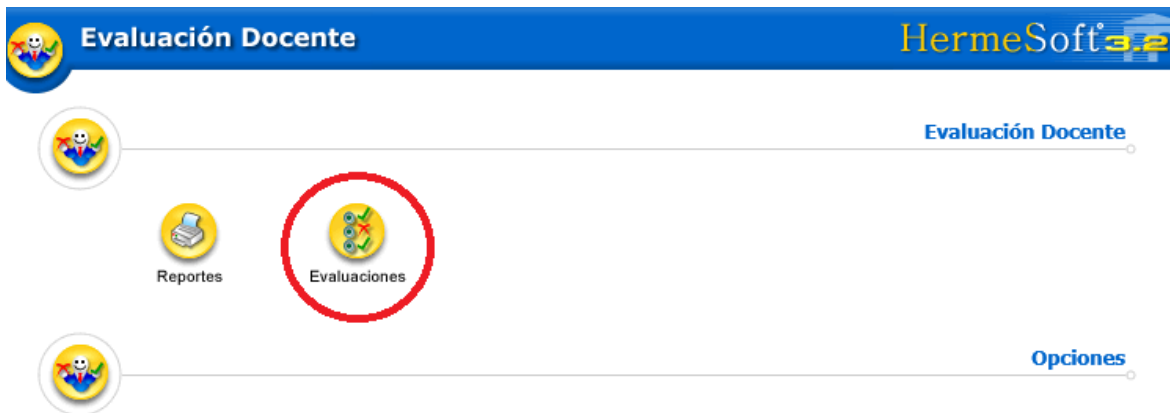 Evaluación Docente
HermeSoft 3.2
Evaluación Docente
Reportes
Evaluaciones
Opciones